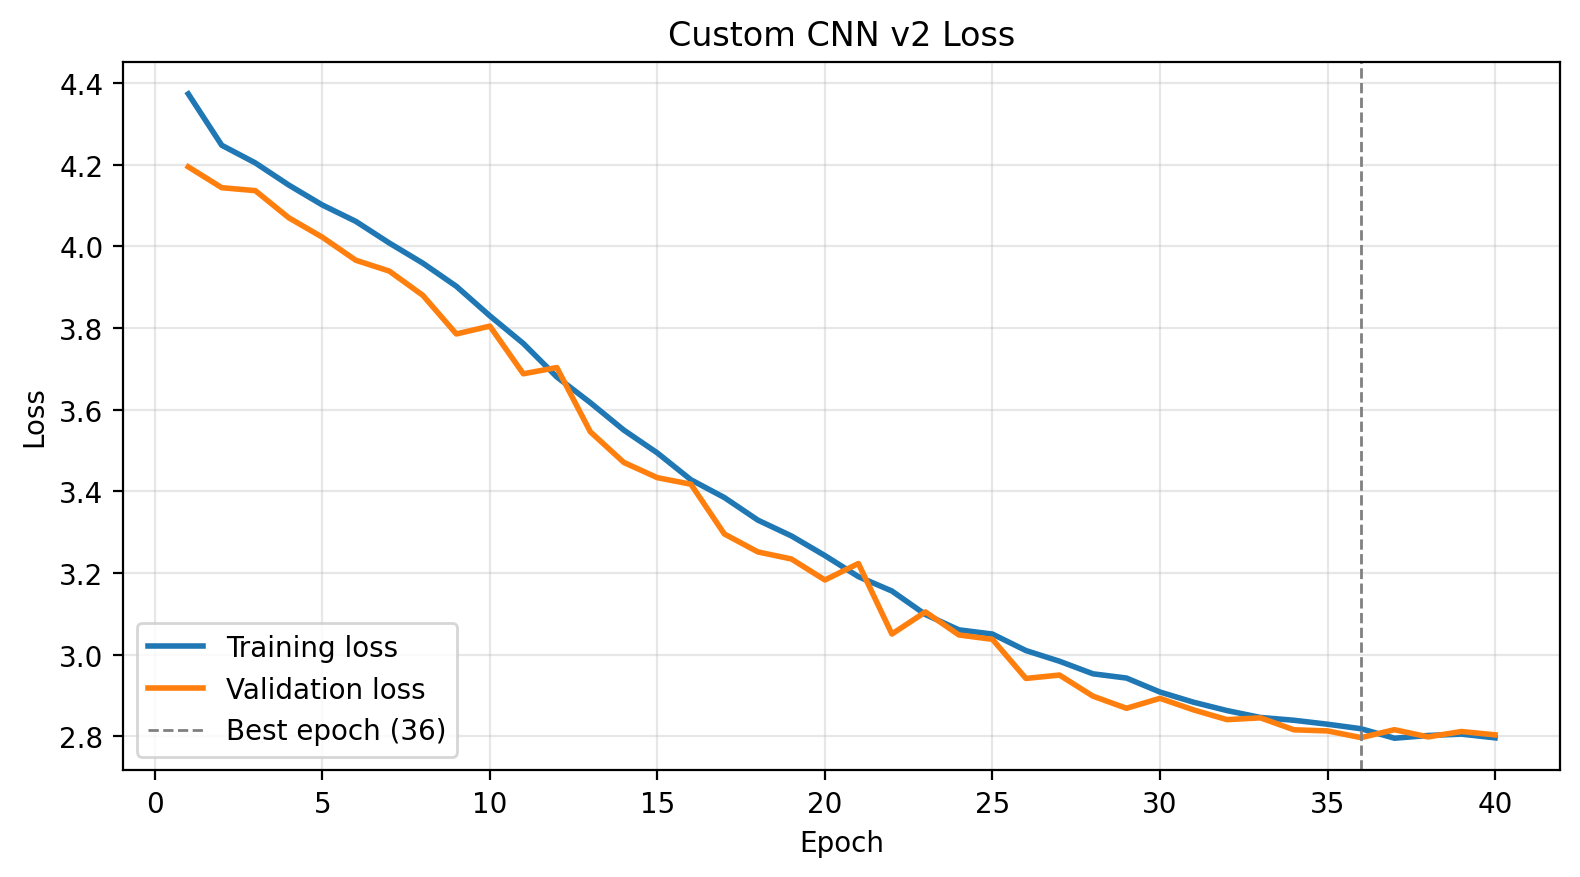 Custom CNN v2 Loss
Loss
4.4
4.2
4.0
3.8
3.6
3.4
3.2
3.0
2.8
Training loss
Validation loss
Best epoch (36)
0 5 10 15 20 25 30 35 40
Epoch